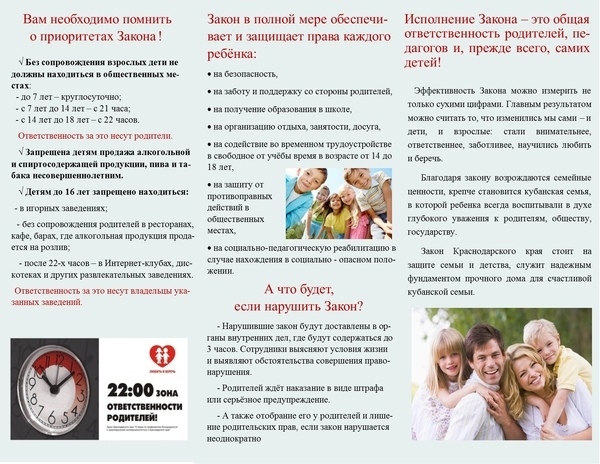 Вам необходимо помнить
о приоритетах Закона !
√ Без сопровождения взрослых дети не
должны находиться в общественных ме-
стах:
- до 7 лет – круглосуточно;
- с 7 лет до 14 лет – с 21 часа;
- с 14 лет до 18 лет – с 22 часов.
Ответственность за это несут родители.
√ Запрещена детям продажа алкогольной
и спиртосодержащей продукции, пива и та-
бака несовершеннолетним.
√ Детям до 16 лет запрещено находиться:
- в игорных заведениях;
- без сопровождения родителей в ресторанах,
кафе, барах, где алкогольная продукция прода-
ется на розлив;
- после 22-х часов – в Интернет-клубах, дис-
котеках и других развлекательных заведениях.
Ответственность за это несут владельцы ука-
занных заведений.
22:00 ЗОНА
ОТВЕТСТВЕННОСТИ
РОДИТЕЛЕЙ!
Закон в полной мере обеспечи-
вает и защищает права каждого
ребёнка:
• на безопасность,
• на заботу и поддержку со стороны родителей,
• на получение образования в школе,
• на организацию отдыха, занятости, досуга,
• на содействие во временном трудоустройстве
в свободное от учёбы время в возрасте от 14 до
18 лет,
• на защиту от
противоправных
действий в
общественных
местах,
• на социально-педагогическую реабилитацию в
случае нахождения в социально - опасном поло-
жении.
А что будет,
если нарушить Закон?
- Нарушившие закон будут доставлены в ор-
ганы внутренних дел, где будут содержаться до
3 часов. Сотрудники выясняют условия жизни
и выявляют обстоятельства совершения право-
нарушения.
- Родителей ждёт наказание в виде штрафа
или серьёзное предупреждение.
- А также отобрание его у родителей и лише-
ние родительских прав, если закон нарушается
неоднократно
Исполнение Закона – это общая
ответственность родителей, пе-
дагогов и, прежде всего, самих
детей!
Эффективность Закона можно измерить не
только сухими цифрами. Главным результатом
можно считать то, что изменились мы сами – и
дети, и взрослые: стали внимательнее,
ответственнее, заботливее, научились любить
и беречь.
Благодаря закону возрождаются семейные
ценности, крепче становится кубанская семья,
в которой ребенка всегда воспитывали в духе
глубокого уважения к родителям, обществу,
государству.
Закон Краснодарского края стоит на
защите семьи и детства, служит надежным
фундаментом прочного дома для счастливой
кубанской семьи.